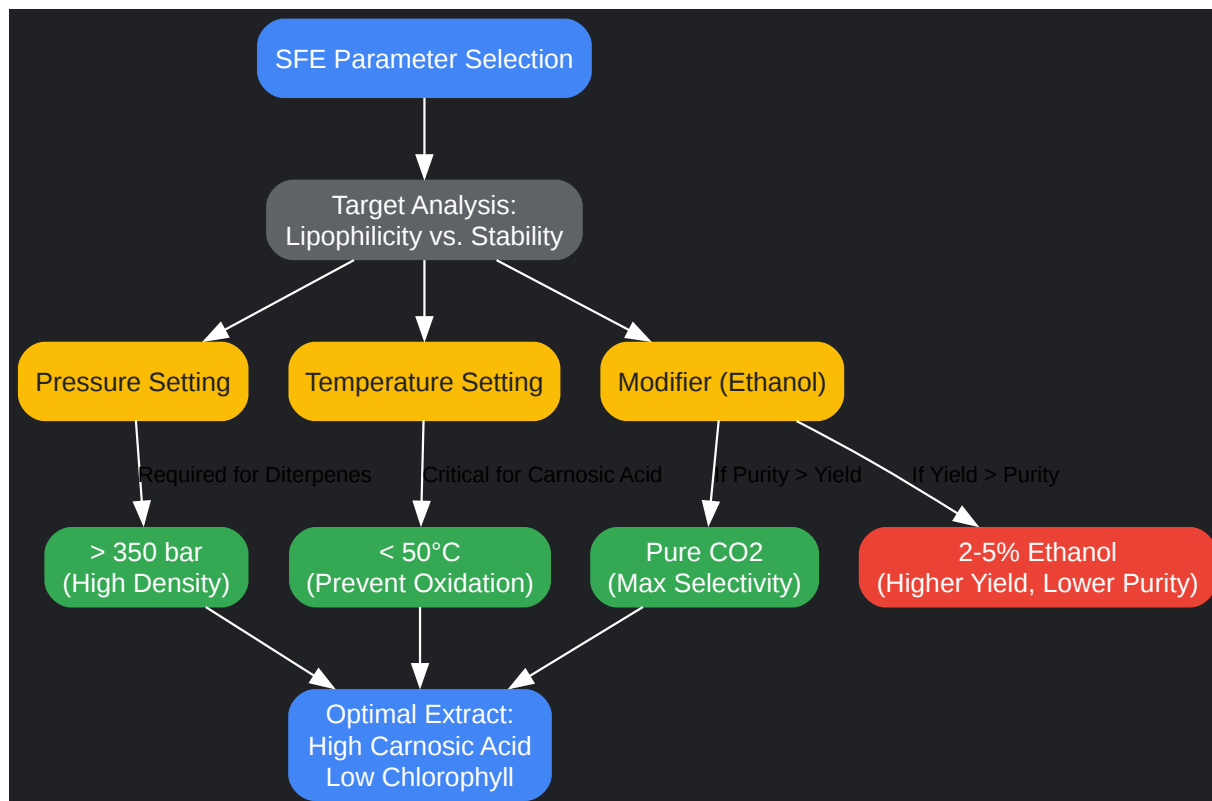 SFE Parameter Selection
Target Analysis:
Lipophilicity vs. Stability
Pressure Setting
Temperature Setting
Modifier (Ethanol)
Required for Diterpenes
Critical for Carnosic Acid
If Purity > Yield
If Yield > Purity
> 350 bar
(High Density)
< 50°C
(Prevent Oxidation)
Pure CO2
(Max Selectivity)
2-5% Ethanol
(Higher Yield, Lower Purity)
Optimal Extract:
High Carnosic Acid
Low Chlorophyll